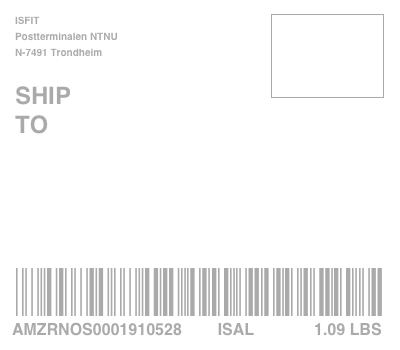 ISFIT
Postterminalen NTNU
N-7491 Trondheim
SHIP
TO
AMZRNOS0001910528 ISAL 1.09 LBS